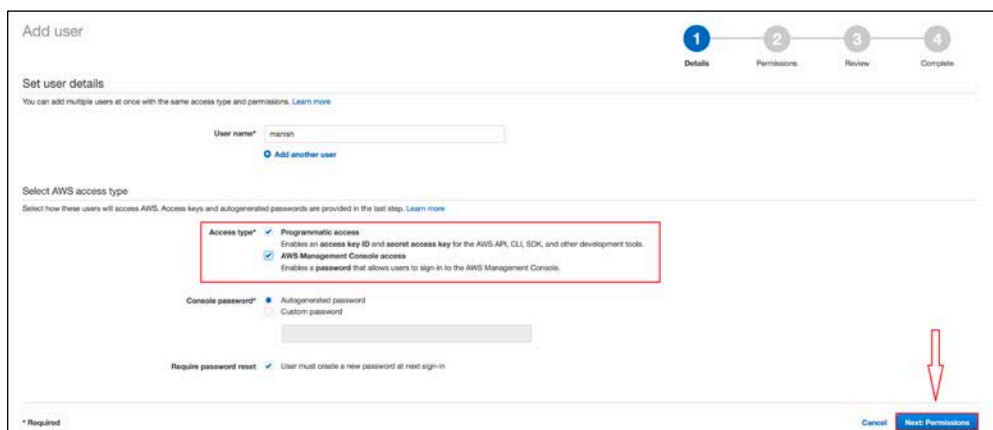 Add user
1 2 3 4
Details Permissions Review Complete
Set user details
You can add multiple users at once with the same access type and permissions. Learn more
User name* manish
Add another user
Select AWS access type
Select how these users will access AWS. Access keys and autogenerated passwords are provided in the last step. Learn more
Access type* Programmatic access
Enables an access key ID and secret access key for the AWS API, CLI, SDK, and other development tools.
AWS Management Console access
Enables a password that allows users to sign-in to the AWS Management Console.
Console password* Autogenerated password
Custom password
Require password reset User must create a new password at next sign-in
* Required Cancel Next: Permissions